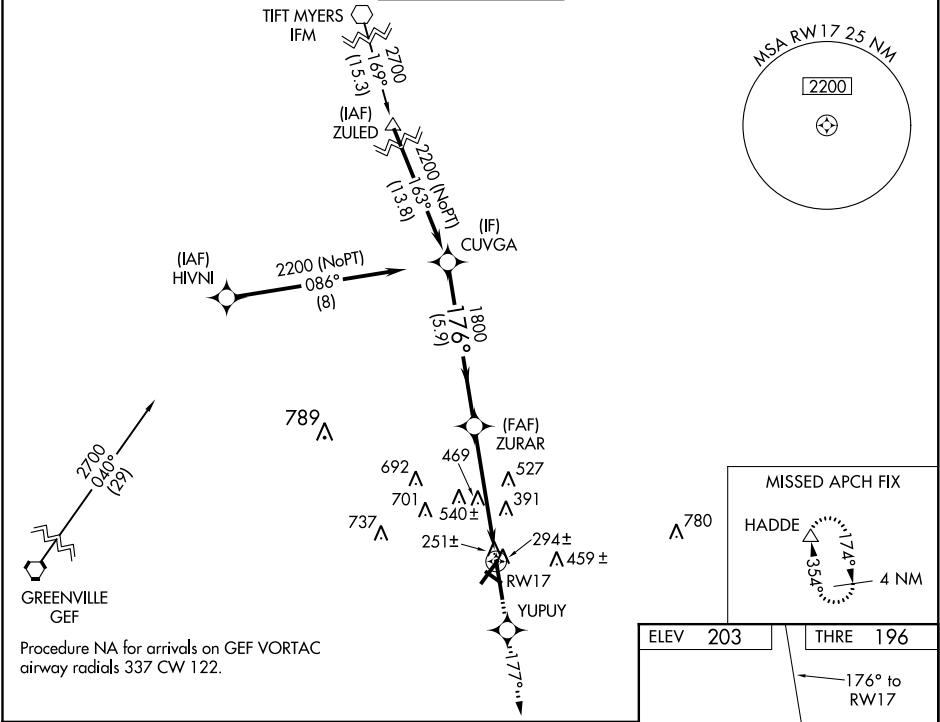 TIFT MYERS
IFM
2700
169°
(15.3)
(IAF)
ZULED
2200 (NoPT)
163°
(13.8)
(IF)
CUVGA
(IAF)
HIVNI
2200 (NoPT)
086°
(8)
1800
176°
(5.9)
(FAF)
ZURAR
789
692
469
527
701
540±
391
737
251±
294±
459±
780
RW17
YUPUY
177°
2700
040°
(29)
GREENVILLE
GEF
Procedure NA for arrivals on GEF VORTAC
airway radials 337 CW 122.
MSA RW17 25 NM
2200
MISSED APCH FIX
HADDE
174°
354°
4 NM
ELEV 203
THRE 196
176° to
RW17